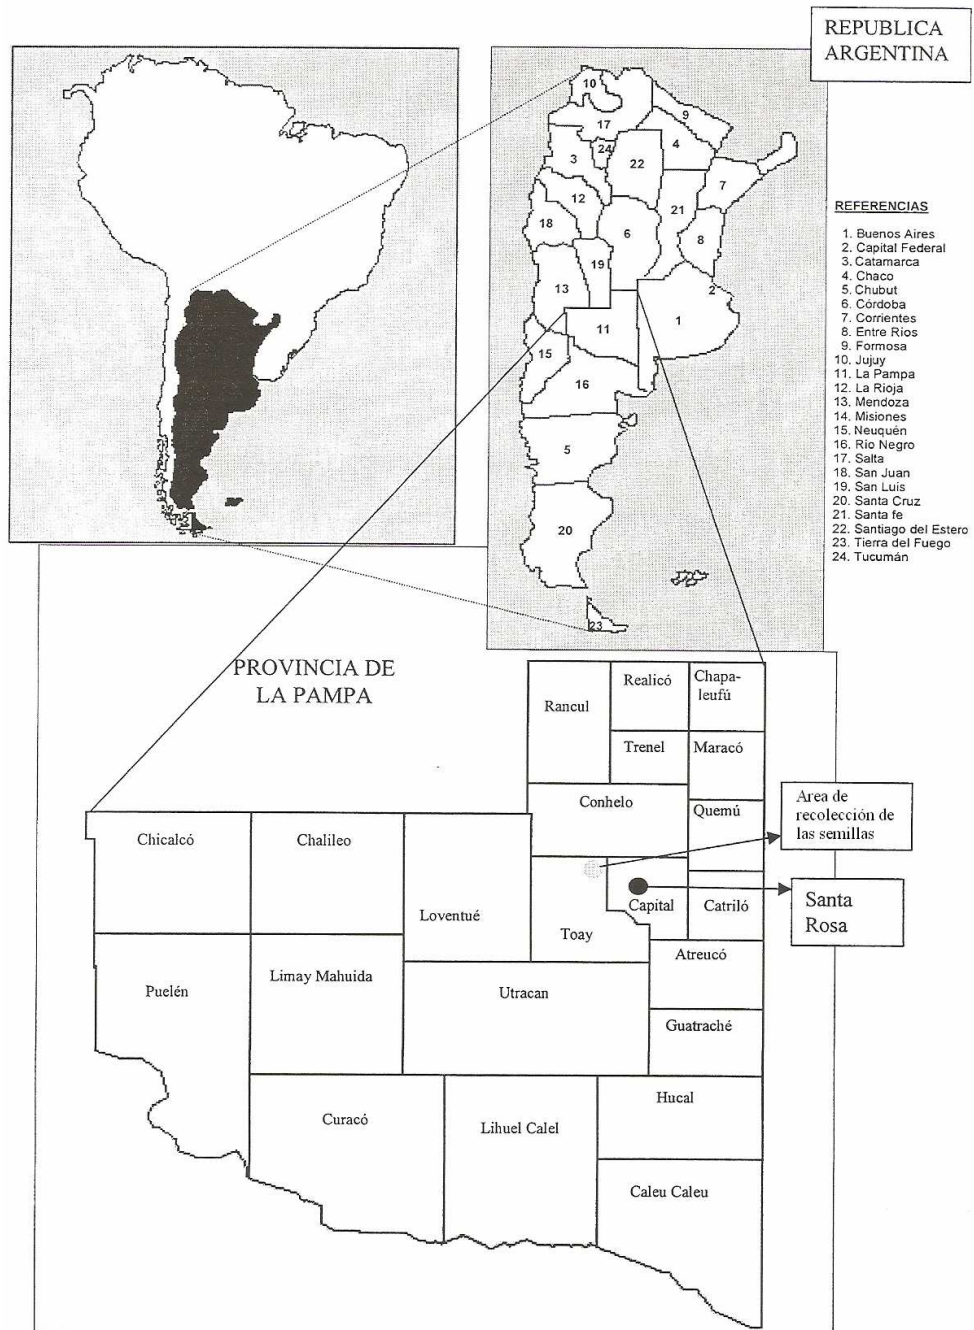 REPUBLICA
ARGENTINA
10
9
17
4
24
3
22
7
12
21
18
6
8
19
2
13
1
11
15
16
5
20
23
REFERENCIAS
1. Buenos Aires
2. Capital Federal
3. Catamarca
4. Chaco
5. Chubut
6. Córdoba
7. Corrientes
8. Entre Ríos
9. Formosa
10. Jujuy
11. La Pampa
12. La Rioja
13. Mendoza
14. Misiones
15. Neuquén
16. Río Negro
17. Salta
18. San Juan
19. San Luis
20. Santa Cruz
21. Santa fe
22. Santiago del Estero
23. Tierra del Fuego
24. Tucumán
PROVINCIA DE
LA PAMPA
Rancul
Realicó
Chapa-
leufú
Trenel
Maracó
Conhelo
Quemú
Area de
recolección de
las semillas
Chicalcó
Chalileo
Loventué
Toay
Capital
Catriló
Santa
Rosa
Atreucó
Puelén
Limay Mahuida
Utracan
Guatraché
Curacó
Lihuel Calel
Hucal
Caleu Caleu